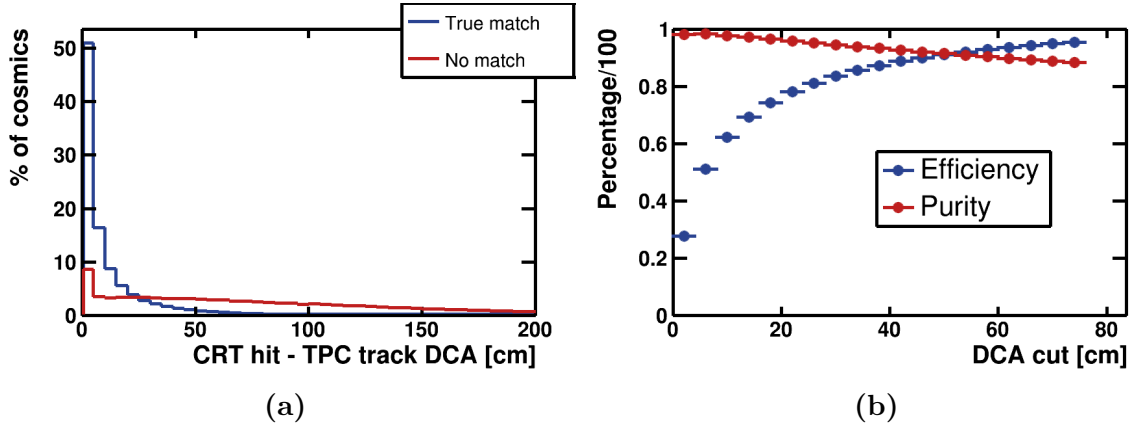 True match
No match
% of cosmics
50
40
30
20
10
0
0 50 100 150 200
CRT hit - TPC track DCA [cm]
(a)
Percentage/100
1
0.8
0.6
0.4
0.2
0
0 20 40 60 80
DCA cut [cm]
Efficiency
Purity
(b)